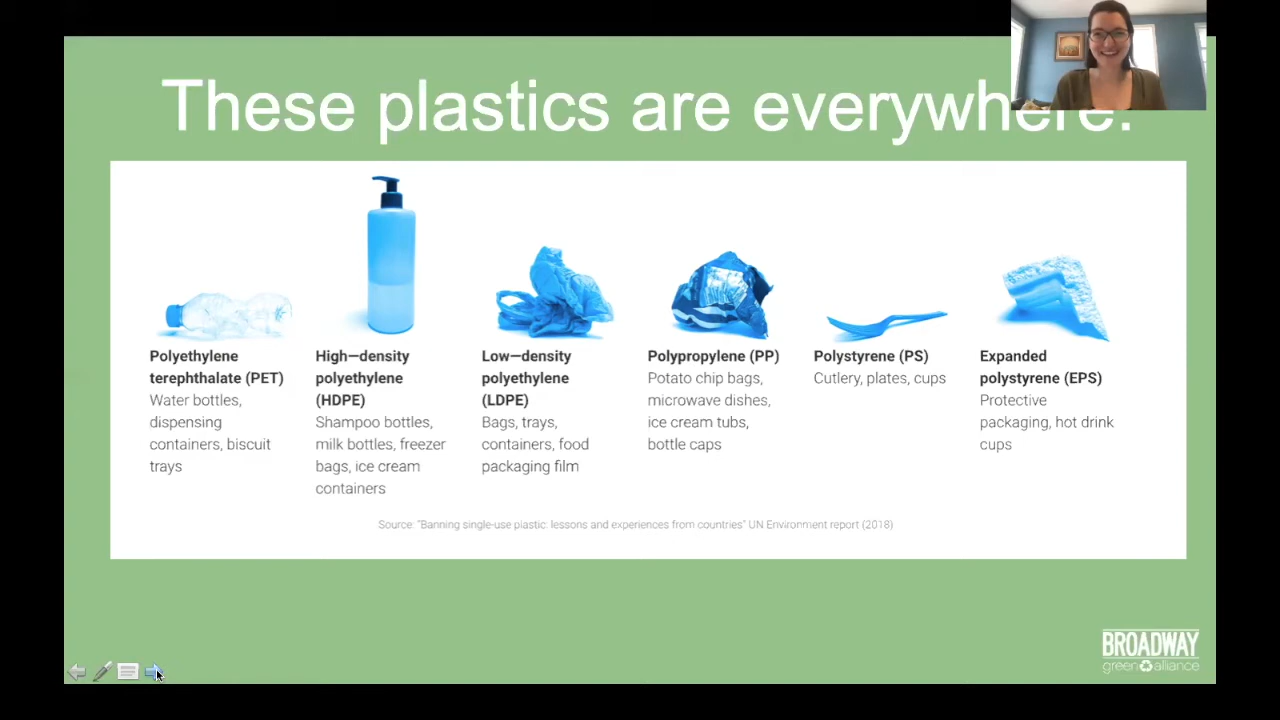 These plastics are everywhere.
Polyethylene
terephthalate (PET)
Water bottles,
dispensing
containers, biscuit
trays
High—density
polyethylene
(HDPE)
Shampoo bottles,
milk bottles, freezer
bags, ice cream
containers
Low—density
polyethylene
(LDPE)
Bags, trays,
containers, food
packaging film
Polypropylene (PP)
Potato chip bags,
microwave dishes,
ice cream tubs,
bottle caps
Polystyrene (PS)
Cutlery, plates, cups
Expanded
polystyrene (EPS)
Protective
packaging, hot drink
cups
Source: "Banning single-use plastic: lessons and experiences from countries" UN Environment report (2018)
BROADWAY
green alliance